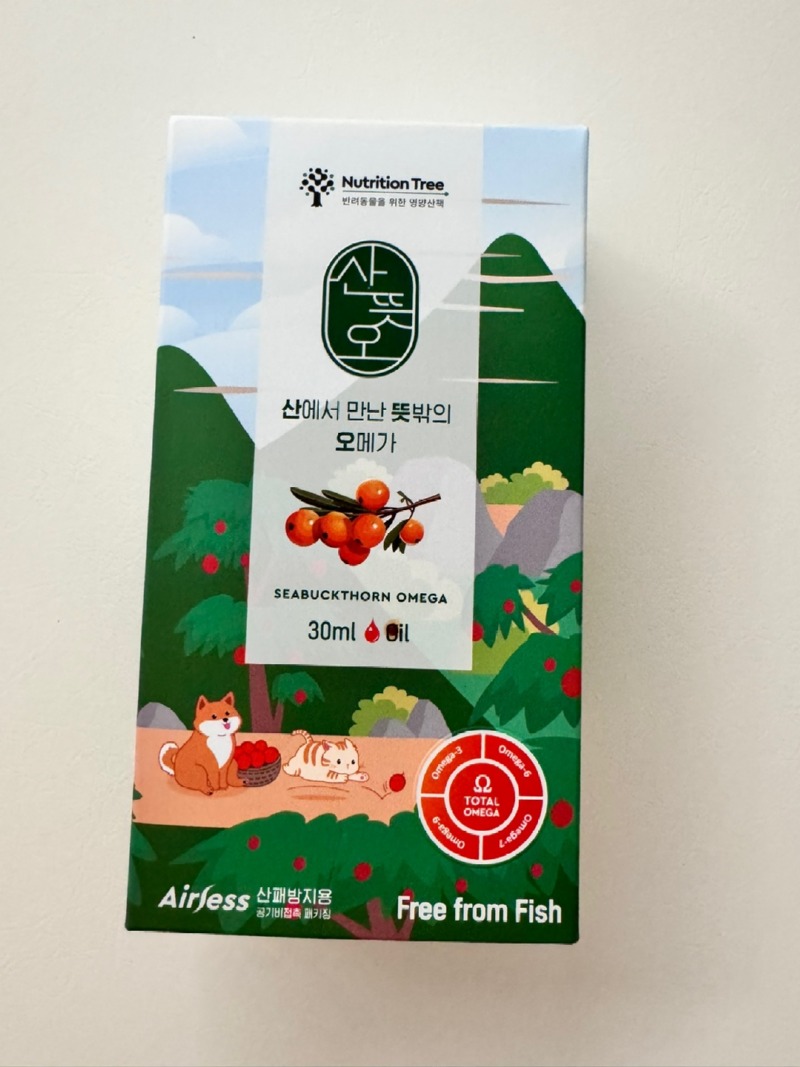 Nutrition Tree
반려동물을 위한 영양산책
산뜻오
산에서 만난 뜻밖의
오메가
SEABUCKTHORN OMEGA
30ml Oil
Omega-3
Omega-6
Ω
TOTAL
OMEGA
Omega-9
Omega-7
Airless 산패방지용
공기비접촉 패키징
Free from Fish